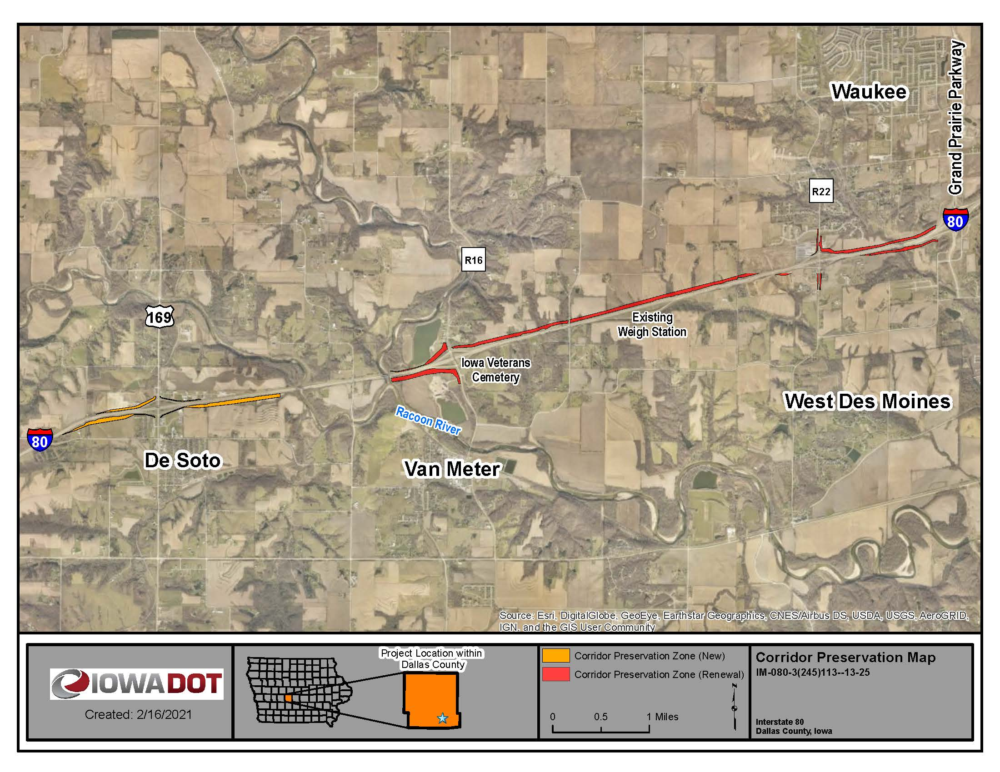 Waukee
Grand Prairie Parkway
R22
80
R16
169
Existing
Weigh Station
Iowa Veterans
Cemetery
West Des Moines
Racoon River
80
De Soto
Van Meter
Source: Esri, DigitalGlobe, GeoEye, Earthstar Geographics, CNES/Airbus DS, USDA, USGS, AeroGRID,
IGN, and the GIS User Community
IOWADOT
Created: 2/16/2021
Project Location within
Dallas County
Corridor Preservation Zone (New)
Corridor Preservation Zone (Renewal)
N
0 0.5 1 Miles
Corridor Preservation Map
IM-080-3(245)113--13-25
Interstate 80
Dallas County, Iowa